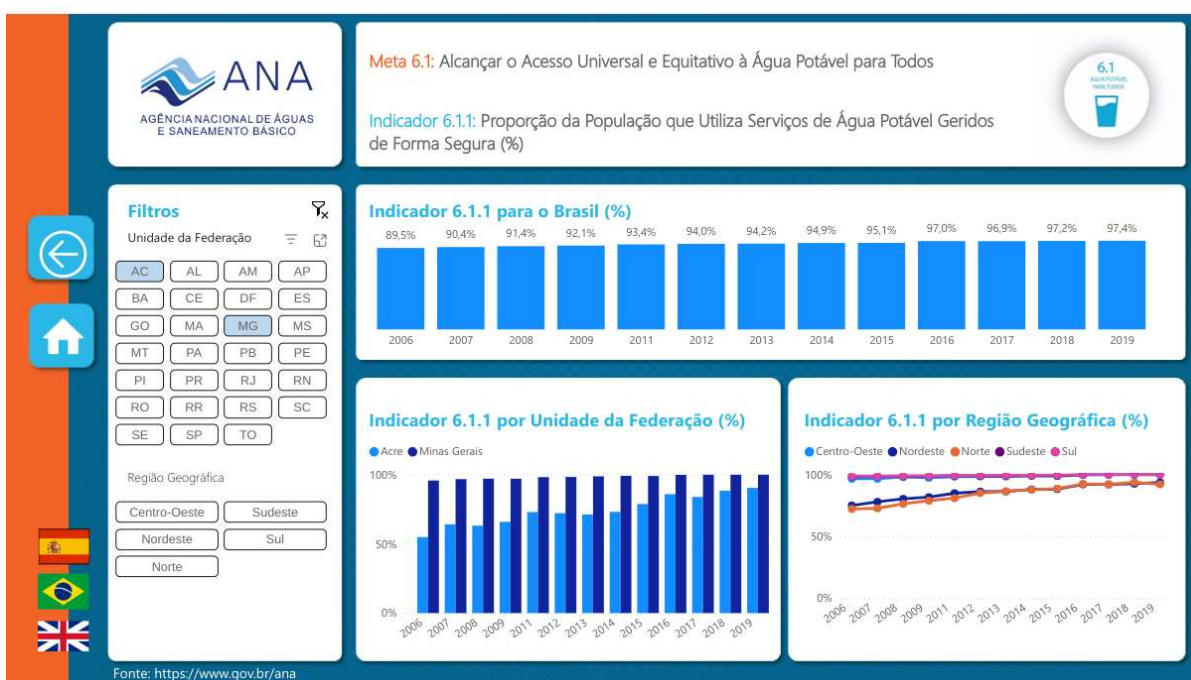 ANA
AGÊNCIA NACIONAL DE ÁGUAS
E SANEAMENTO BÁSICO
Meta 6.1: Alcançar o Acesso Universal e Equitativo à Água Potável para Todos
Indicador 6.1.1: Proporção da População que Utiliza Serviços de Água Potável Geridos
de Forma Segura (%)
6.1
ÁGUA POTÁVEL
PARA TODOS
Filtros
Unidade da Federação
AC AL AM AP
BA CE DF ES
GO MA MG MS
MT PA PB PE
PI PR RJ RN
RO RR RS SC
SE SP TO
Região Geográfica
Centro-Oeste Sudeste
Nordeste Sul
Norte
Indicador 6.1.1 para o Brasil (%)
89,5% 90,4% 91,4% 92,1% 93,4% 94,0% 94,2% 94,9% 95,1% 97,0% 96,9% 97,2% 97,4%
2006 2007 2008 2009 2011 2012 2013 2014 2015 2016 2017 2018 2019
Indicador 6.1.1 por Unidade da Federação (%)
Acre Minas Gerais
100%
50%
0%
2006 2007 2008 2009 2011 2012 2013 2014 2015 2016 2017 2018 2019
Indicador 6.1.1 por Região Geográfica (%)
Centro-Oeste Nordeste Norte Sudeste Sul
100%
50%
0%
2006 2007 2008 2009 2011 2012 2013 2014 2015 2016 2017 2018 2019
Fonte: https://www.gov.br/ana